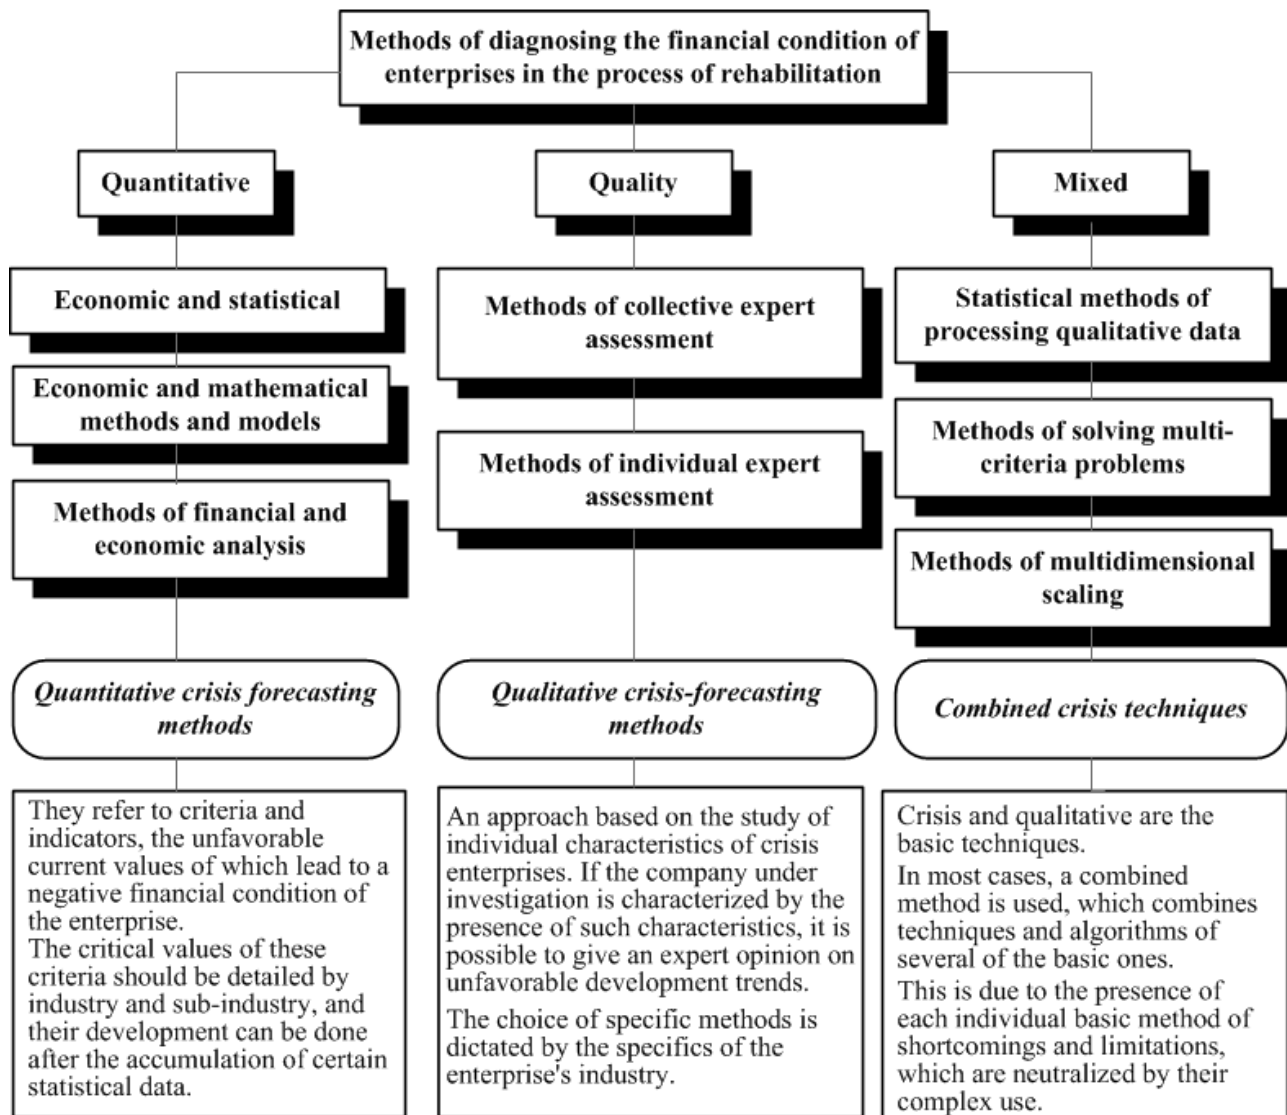 Methods of diagnosing the financial condition of
enterprises in the process of rehabilitation
Quantitative
Quality
Mixed
Economic and statistical
Economic and mathematical
methods and models
Methods of financial and
economic analysis
Methods of collective expert
assessment
Methods of individual expert
assessment
Statistical methods of
processing qualitative data
Methods of solving multi-
criteria problems
Methods of multidimensional
scaling
Quantitative crisis forecasting
methods
Qualitative crisis-forecasting
methods
Combined crisis techniques
They refer to criteria and
indicators, the unfavorable
current values of which lead to a
negative financial condition of
the enterprise.
The critical values of these
criteria should be detailed by
industry and sub-industry, and
their development can be done
after the accumulation of certain
statistical data.
An approach based on the study of
individual characteristics of crisis
enterprises. If the company under
investigation is characterized by the
presence of such characteristics, it is
possible to give an expert opinion on
unfavorable development trends.
The choice of specific methods is
dictated by the specifics of the
enterprise's industry.
Crisis and qualitative are the
basic techniques.
In most cases, a combined
method is used, which combines
techniques and algorithms of
several of the basic ones.
This is due to the presence of
each individual basic method of
shortcomings and limitations,
which are neutralized by their
complex use.